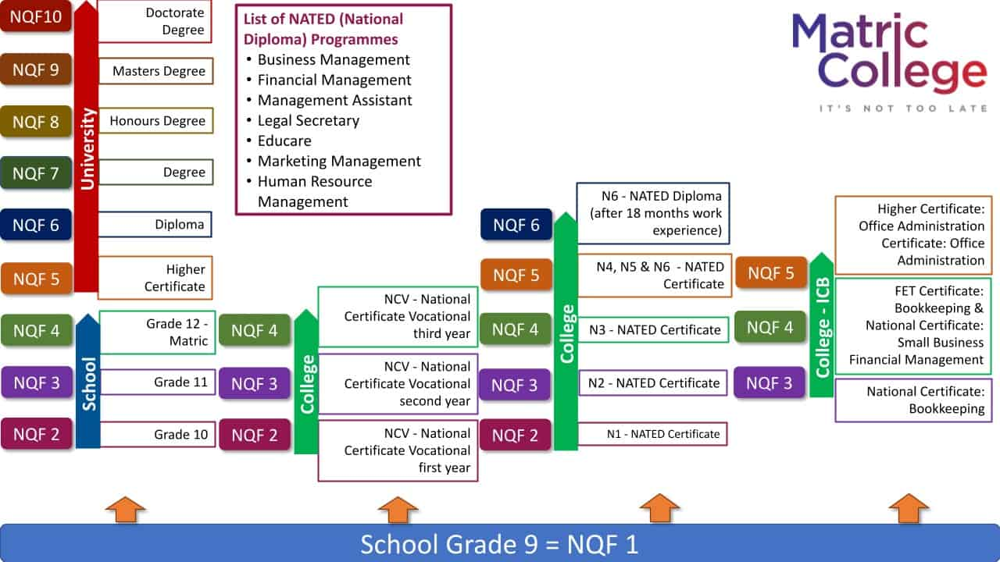 NQF10
Doctorate
Degree
NQF 9
Masters Degree
NQF 8
Honours Degree
NQF 7
Degree
NQF 6
Diploma
NQF 5
Higher
Certificate
University
NQF 4
Grade 12 -
Matric
NQF 3
Grade 11
NQF 2
Grade 10
School
List of NATED (National
Diploma) Programmes
• Business Management
• Financial Management
• Management Assistant
• Legal Secretary
• Educare
• Marketing Management
• Human Resource
Management
NQF 4
NCV - National
Certificate Vocational
third year
NQF 3
NCV - National
Certificate Vocational
second year
NQF 2
NCV - National
Certificate Vocational
first year
College
NQF 6
N6 - NATED Diploma
(after 18 months work
experience)
NQF 5
N4, N5 & N6 - NATED
Certificate
NQF 4
N3 - NATED Certificate
NQF 3
N2 - NATED Certificate
NQF 2
N1 - NATED Certificate
College
Matric
College
IT'S NOT TOO LATE
NQF 5
Higher Certificate:
Office Administration
Certificate: Office
Administration
NQF 4
FET Certificate:
Bookkeeping &
National Certificate:
Small Business
Financial Management
NQF 3
National Certificate:
Bookkeeping
College - ICB
School Grade 9 = NQF 1